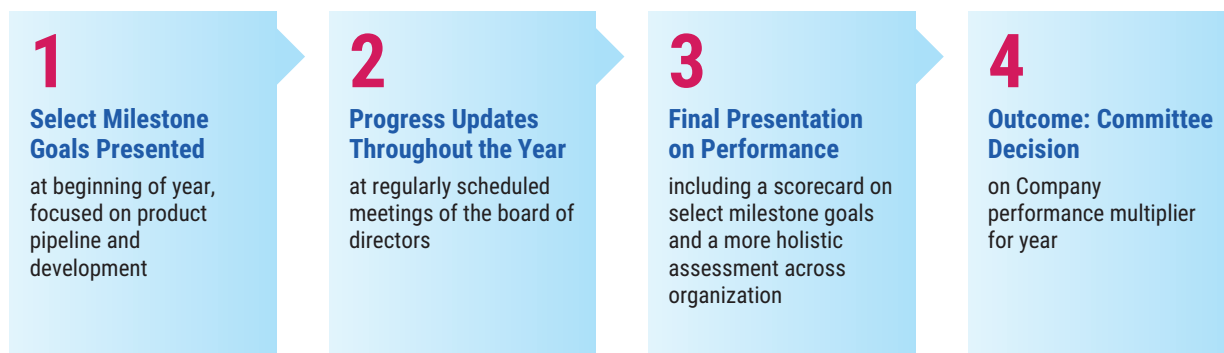 1
Select Milestone
Goals Presented
at beginning of year,
focused on product
pipeline and
development
2
Progress Updates
Throughout the Year
at regularly scheduled
meetings of the board of
directors
3
Final Presentation
on Performance
including a scorecard on
select milestone goals
and a more holistic
assessment across
organization
4
Outcome: Committee
Decision
on Company
performance multiplier
for year